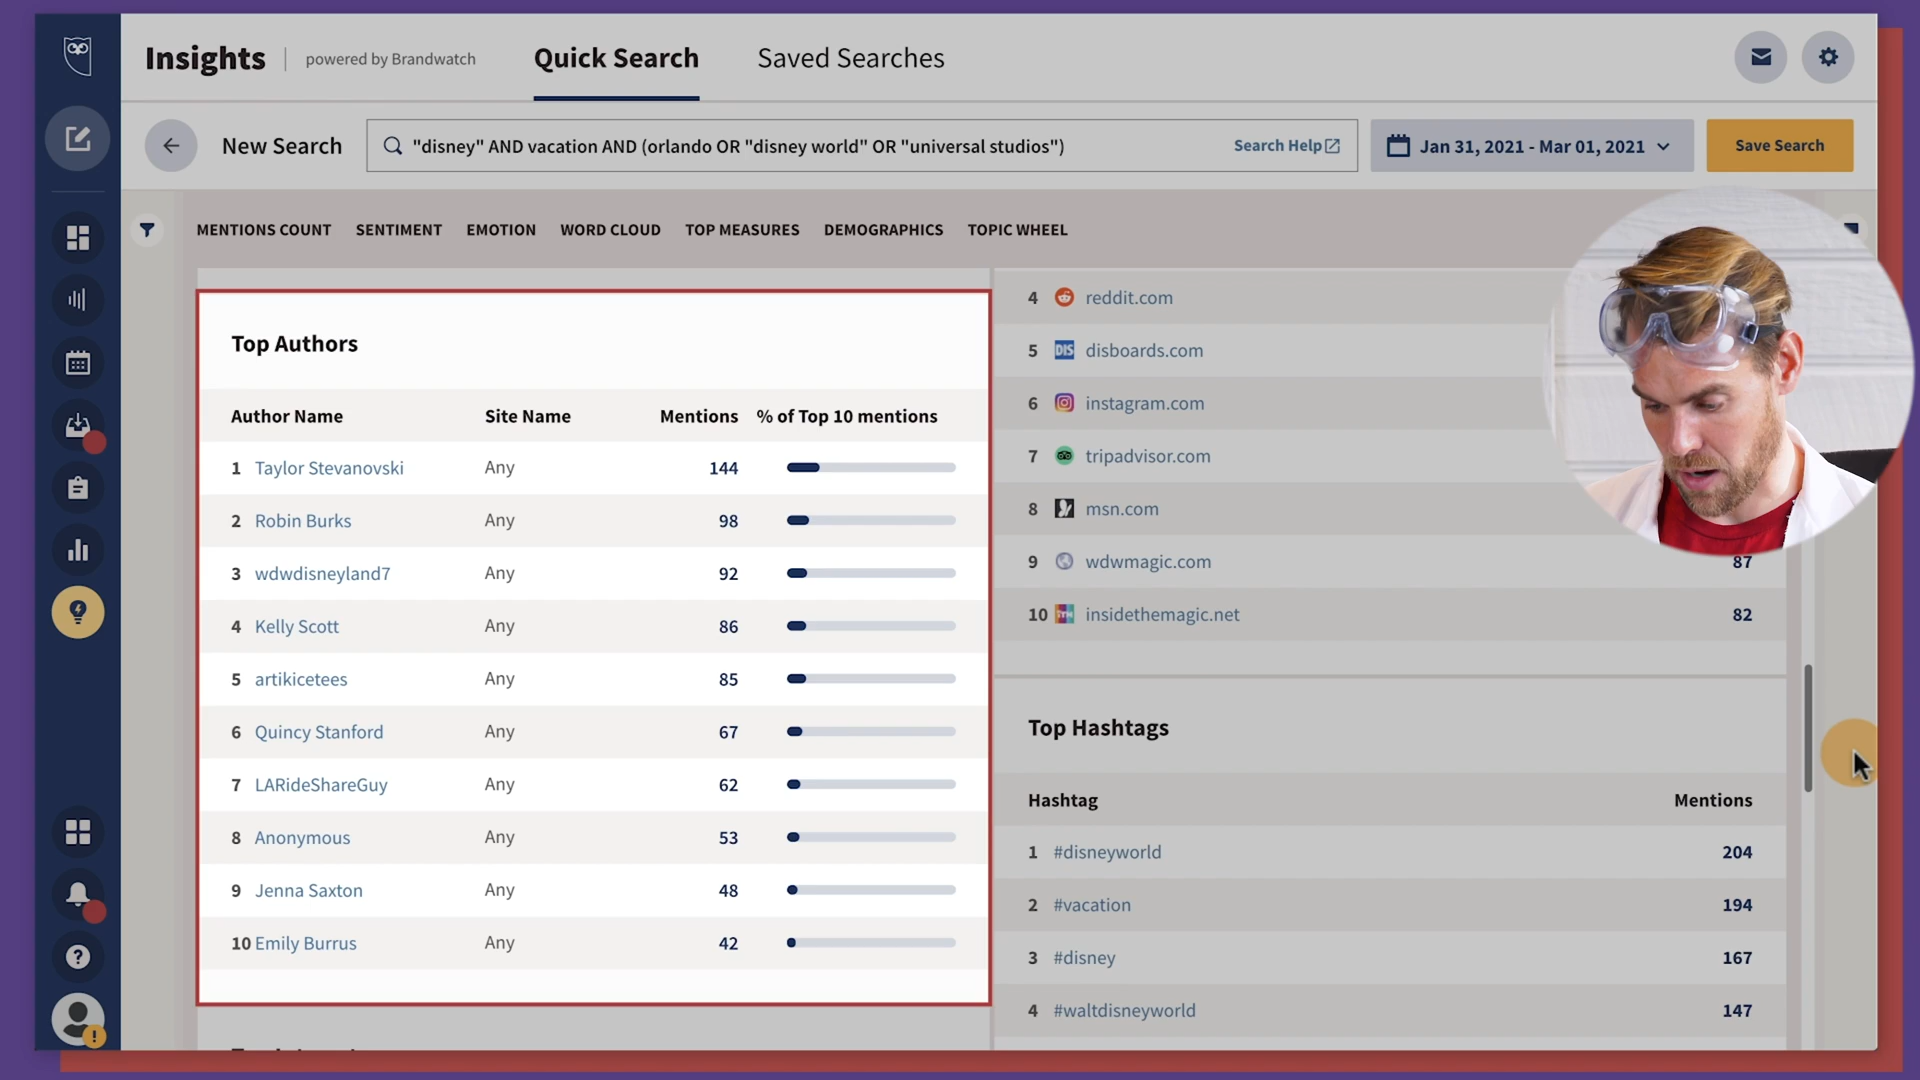 Insights
powered by Brandwatch
Quick Search
Saved Searches
New Search
"disney" AND vacation AND (orlando OR "disney world" OR "universal studios")
Search Help
Jan 31, 2021 - Mar 01, 2021
Save Search
MENTIONS COUNT SENTIMENT EMOTION WORD CLOUD TOP MEASURES DEMOGRAPHICS TOPIC WHEEL
Top Authors
Author Name Site Name Mentions % of Top 10 mentions
1 Taylor Stevanovski Any 144
2 Robin Burks Any 98
3 wdwdisneyland7 Any 92
4 Kelly Scott Any 86
5 artikicetees Any 85
6 Quincy Stanford Any 67
7 LARideShareGuy Any 62
8 Anonymous Any 53
9 Jenna Saxton Any 48
10 Emily Burrus Any 42
4 reddit.com
5 DIS disboards.com
6 instagram.com
7 tripadvisor.com
8 msn.com
9 wdwmagic.com 87
10 insidethemagic.net 82
Top Hashtags
Hashtag Mentions
1 #disneyworld 204
2 #vacation 194
3 #disney 167
4 #waltdisneyworld 147